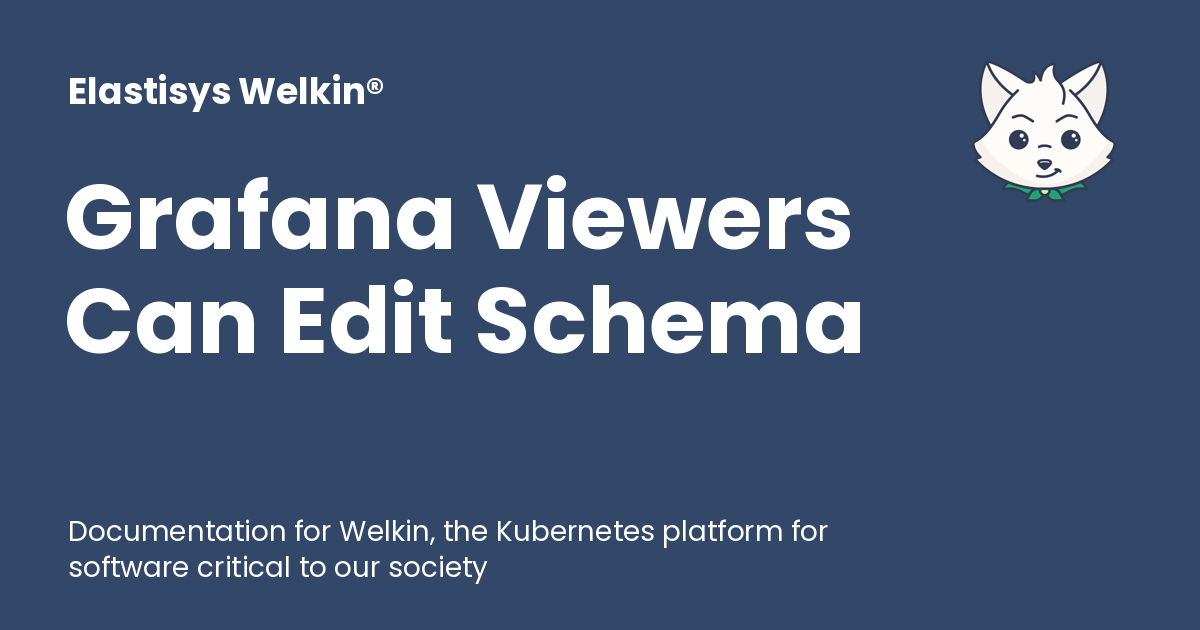 Elastisys Welkin®
Grafana Viewers
Can Edit Schema
Documentation for Welkin, the Kubernetes platform for
software critical to our society